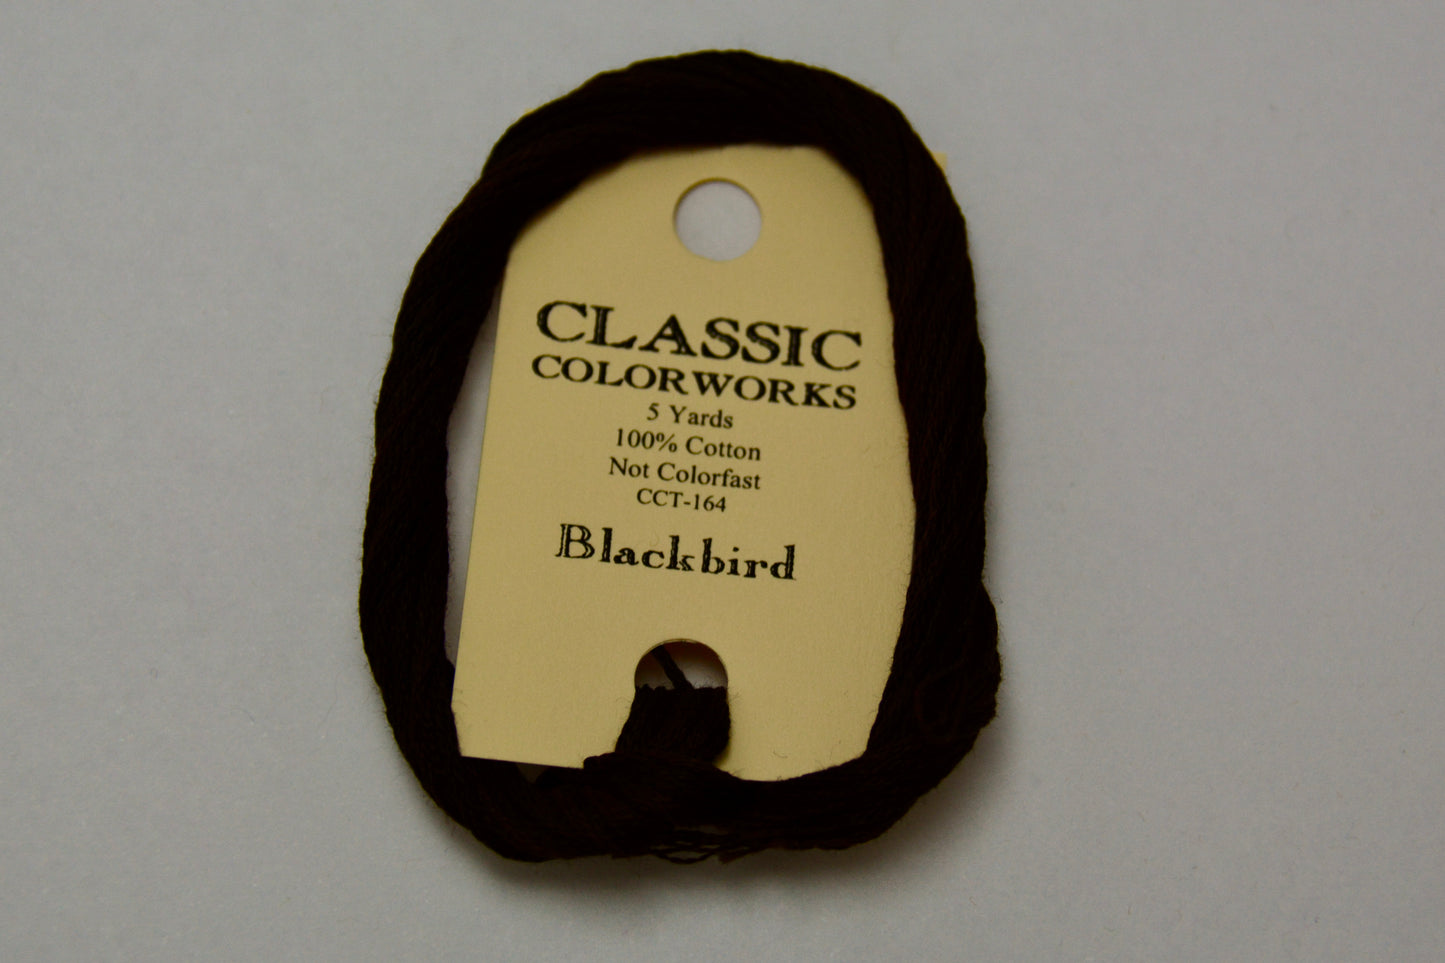 CLASSIC
COLORWORKS
5 Yards
100% Cotton
Not Colorfast
CCT-164
Blackbird